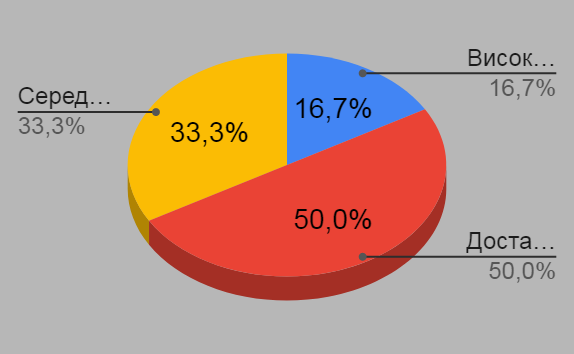 Висок…
16,7%
Серед…
33,3%
16,7%
33,3%
50,0%
Доста…
50,0%